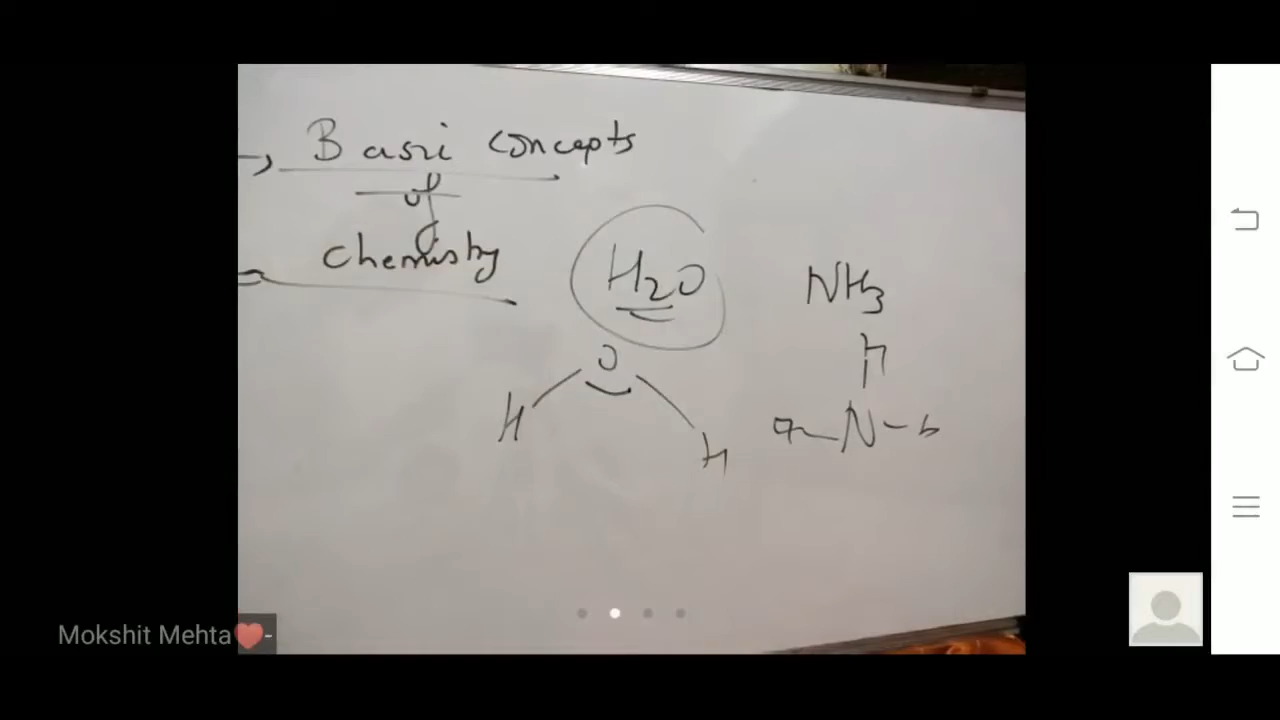 → Basic concepts
of
chemistry
H2O
NH3
O
H
H
H
N
Mokshit Mehta❤️~